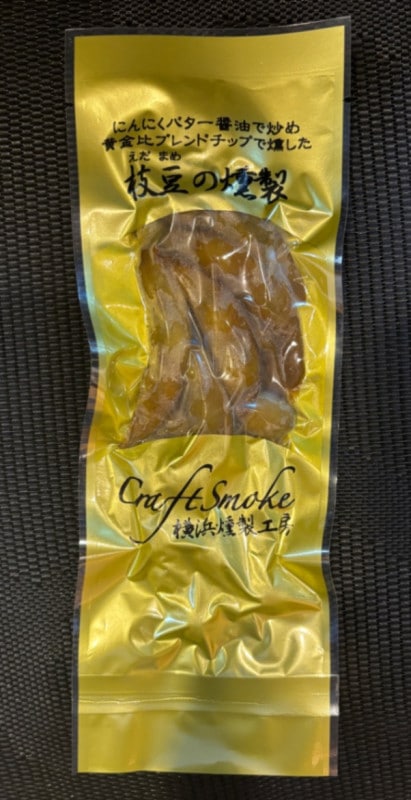 にんにくバター醤油で炒め
黄金比ブレンドチップで燻した
えだ まめ
枝豆の燻製
Craft Smoke
横浜燻製工房